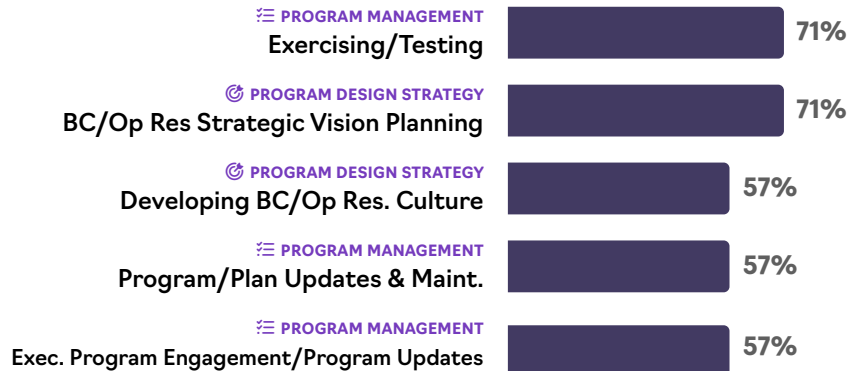 PROGRAM MANAGEMENT
Exercising/Testing
71%
PROGRAM DESIGN STRATEGY
BC/Op Res Strategic Vision Planning
71%
PROGRAM DESIGN STRATEGY
Developing BC/Op Res. Culture
57%
PROGRAM MANAGEMENT
Program/Plan Updates & Maint.
57%
PROGRAM MANAGEMENT
Exec. Program Engagement/Program Updates
57%